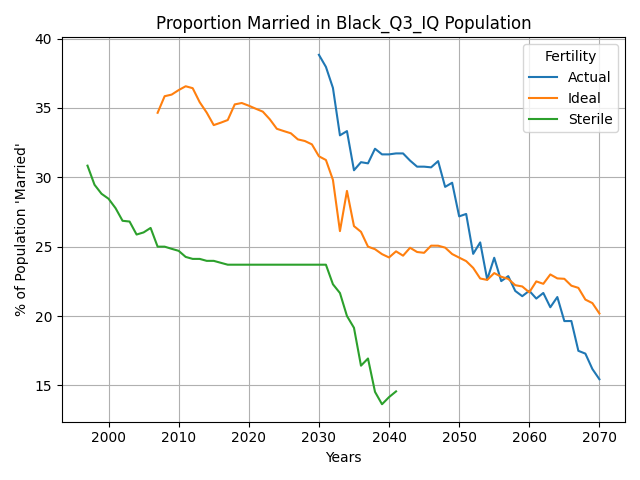 Proportion Married in Black_Q3_IQ Population
% of Population 'Married'
40
35
30
25
20
15
2000 2010 2020 2030 2040 2050 2060 2070
Years
Fertility
Actual
Ideal
Sterile